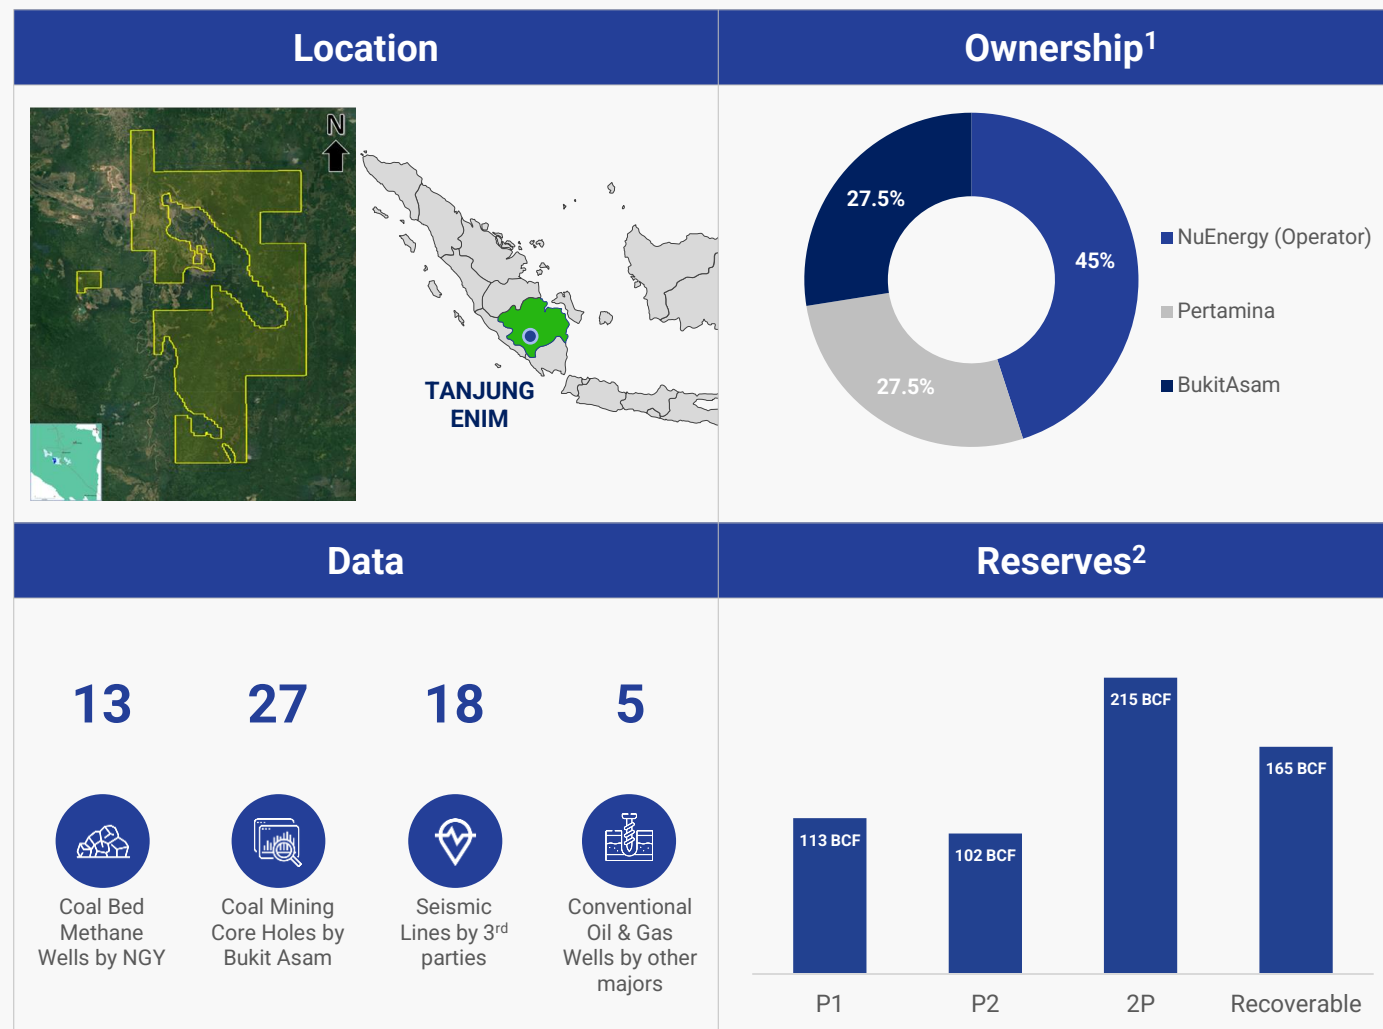 Location
N
TANJUNG
ENIM
Ownership¹
27.5%
45%
27.5%
NuEnergy (Operator)
Pertamina
BukitAsam
Data
13
27
18
5
Coal Bed
Methane
Wells by NGY
Coal Mining
Core Holes by
Bukit Asam
Seismic
Lines by 3ʳᵈ
parties
Conventional
Oil & Gas
Wells by other
majors
Reserves²
113 BCF
102 BCF
215 BCF
165 BCF
P1
P2
2P
Recoverable